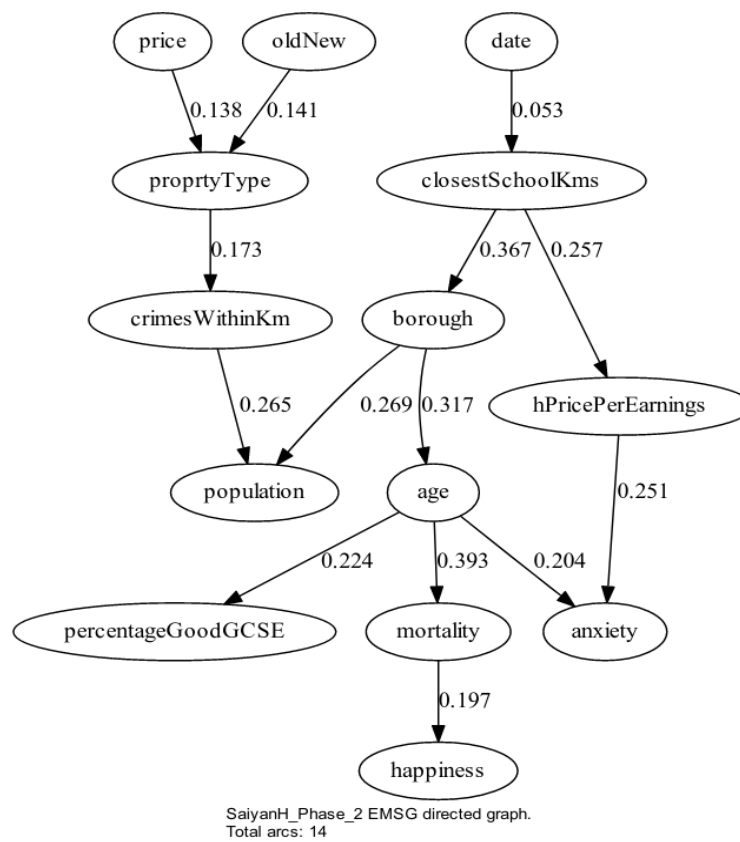 price oldNew date
0.138 0.141 0.053
proprtyType closestSchoolKms
0.173 0.367 0.257
crimesWithinKm borough
hPricePerEarnings
0.265 0.269 0.317
population age
0.251
0.224 0.393 0.204
percentageGoodGCSE mortality anxiety
0.197
happiness
SaiyanH_Phase_2 EMSG directed graph.
Total arcs: 14